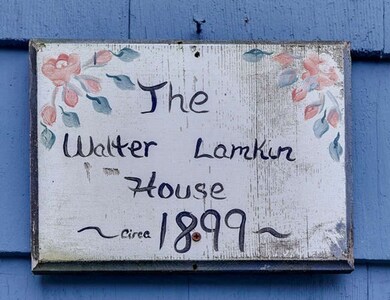 The
Walter Lamkin
House
~ Circa 1899 ~